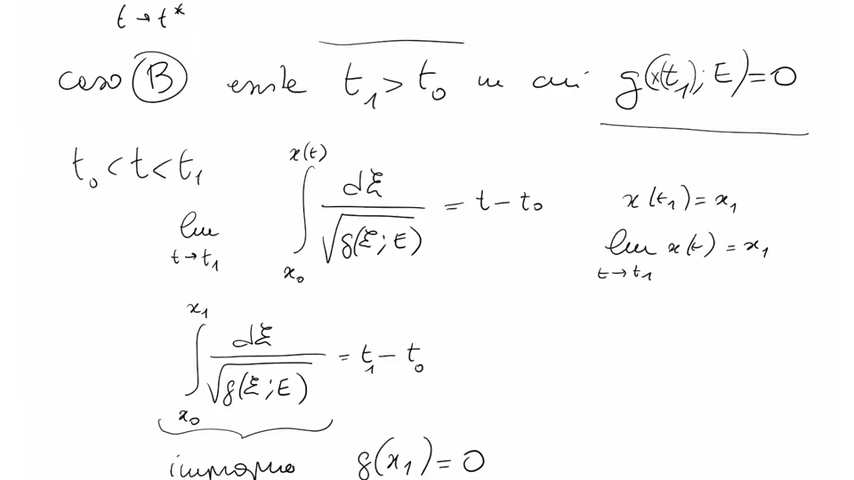 t → t*
caso B esiste t₁ > t₀ in cui g(x(t₁); E) = 0
t₀ < t < t₁
lim t→t₁ ∫_{x₀}^{x(t)} dξ / √g(ξ; E) = t - t₀
x(t₁) = x₁
lim t→t₁ x(t) = x₁
∫_{x₀}^{x₁} dξ / √g(ξ; E) = t₁ - t₀
improprio g(x₁) = 0